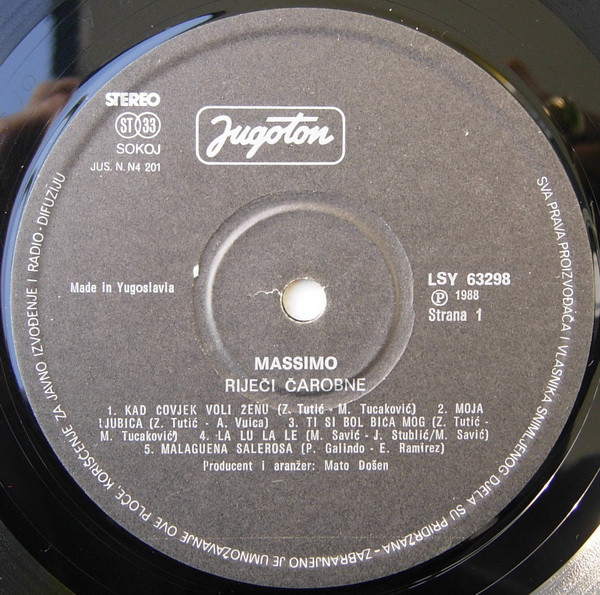 STEREO
ST 33
SOKOJ
JUS. N. N4 201
Jugoton
Made in Yugoslavia
LSY 63298
Ⓟ 1988
Strana 1
MASSIMO
RIJEČI ČAROBNE
1. KAD COVJEK VOLI ZENU (Z. Tutić - M. Tucaković) 2. MOJA
LJUBICA (Z. Tutić - A. Vuica) 3. TI SI BOL BIĆA MOG (Z. Tutić -
M. Tucaković) 4. LA LU LA LE (M. Savić - J. Stublić/M. Savić)
5. MALAGUENA SALEROSA (P. Galindo - E. Ramirez)
Producent i aranžer: Mato Došen
SVA PRAVA PROIZVOĐAČA I VLASNIKA SNIMLJENOG DJELA SU PRIDRŽANA - ZABRANJENO JE UMNOŽAVANJE OVE PLOČE, KORIŠĆENJE ZA JAVNO IZVOĐENJE I RADIO-DIFUZIJU